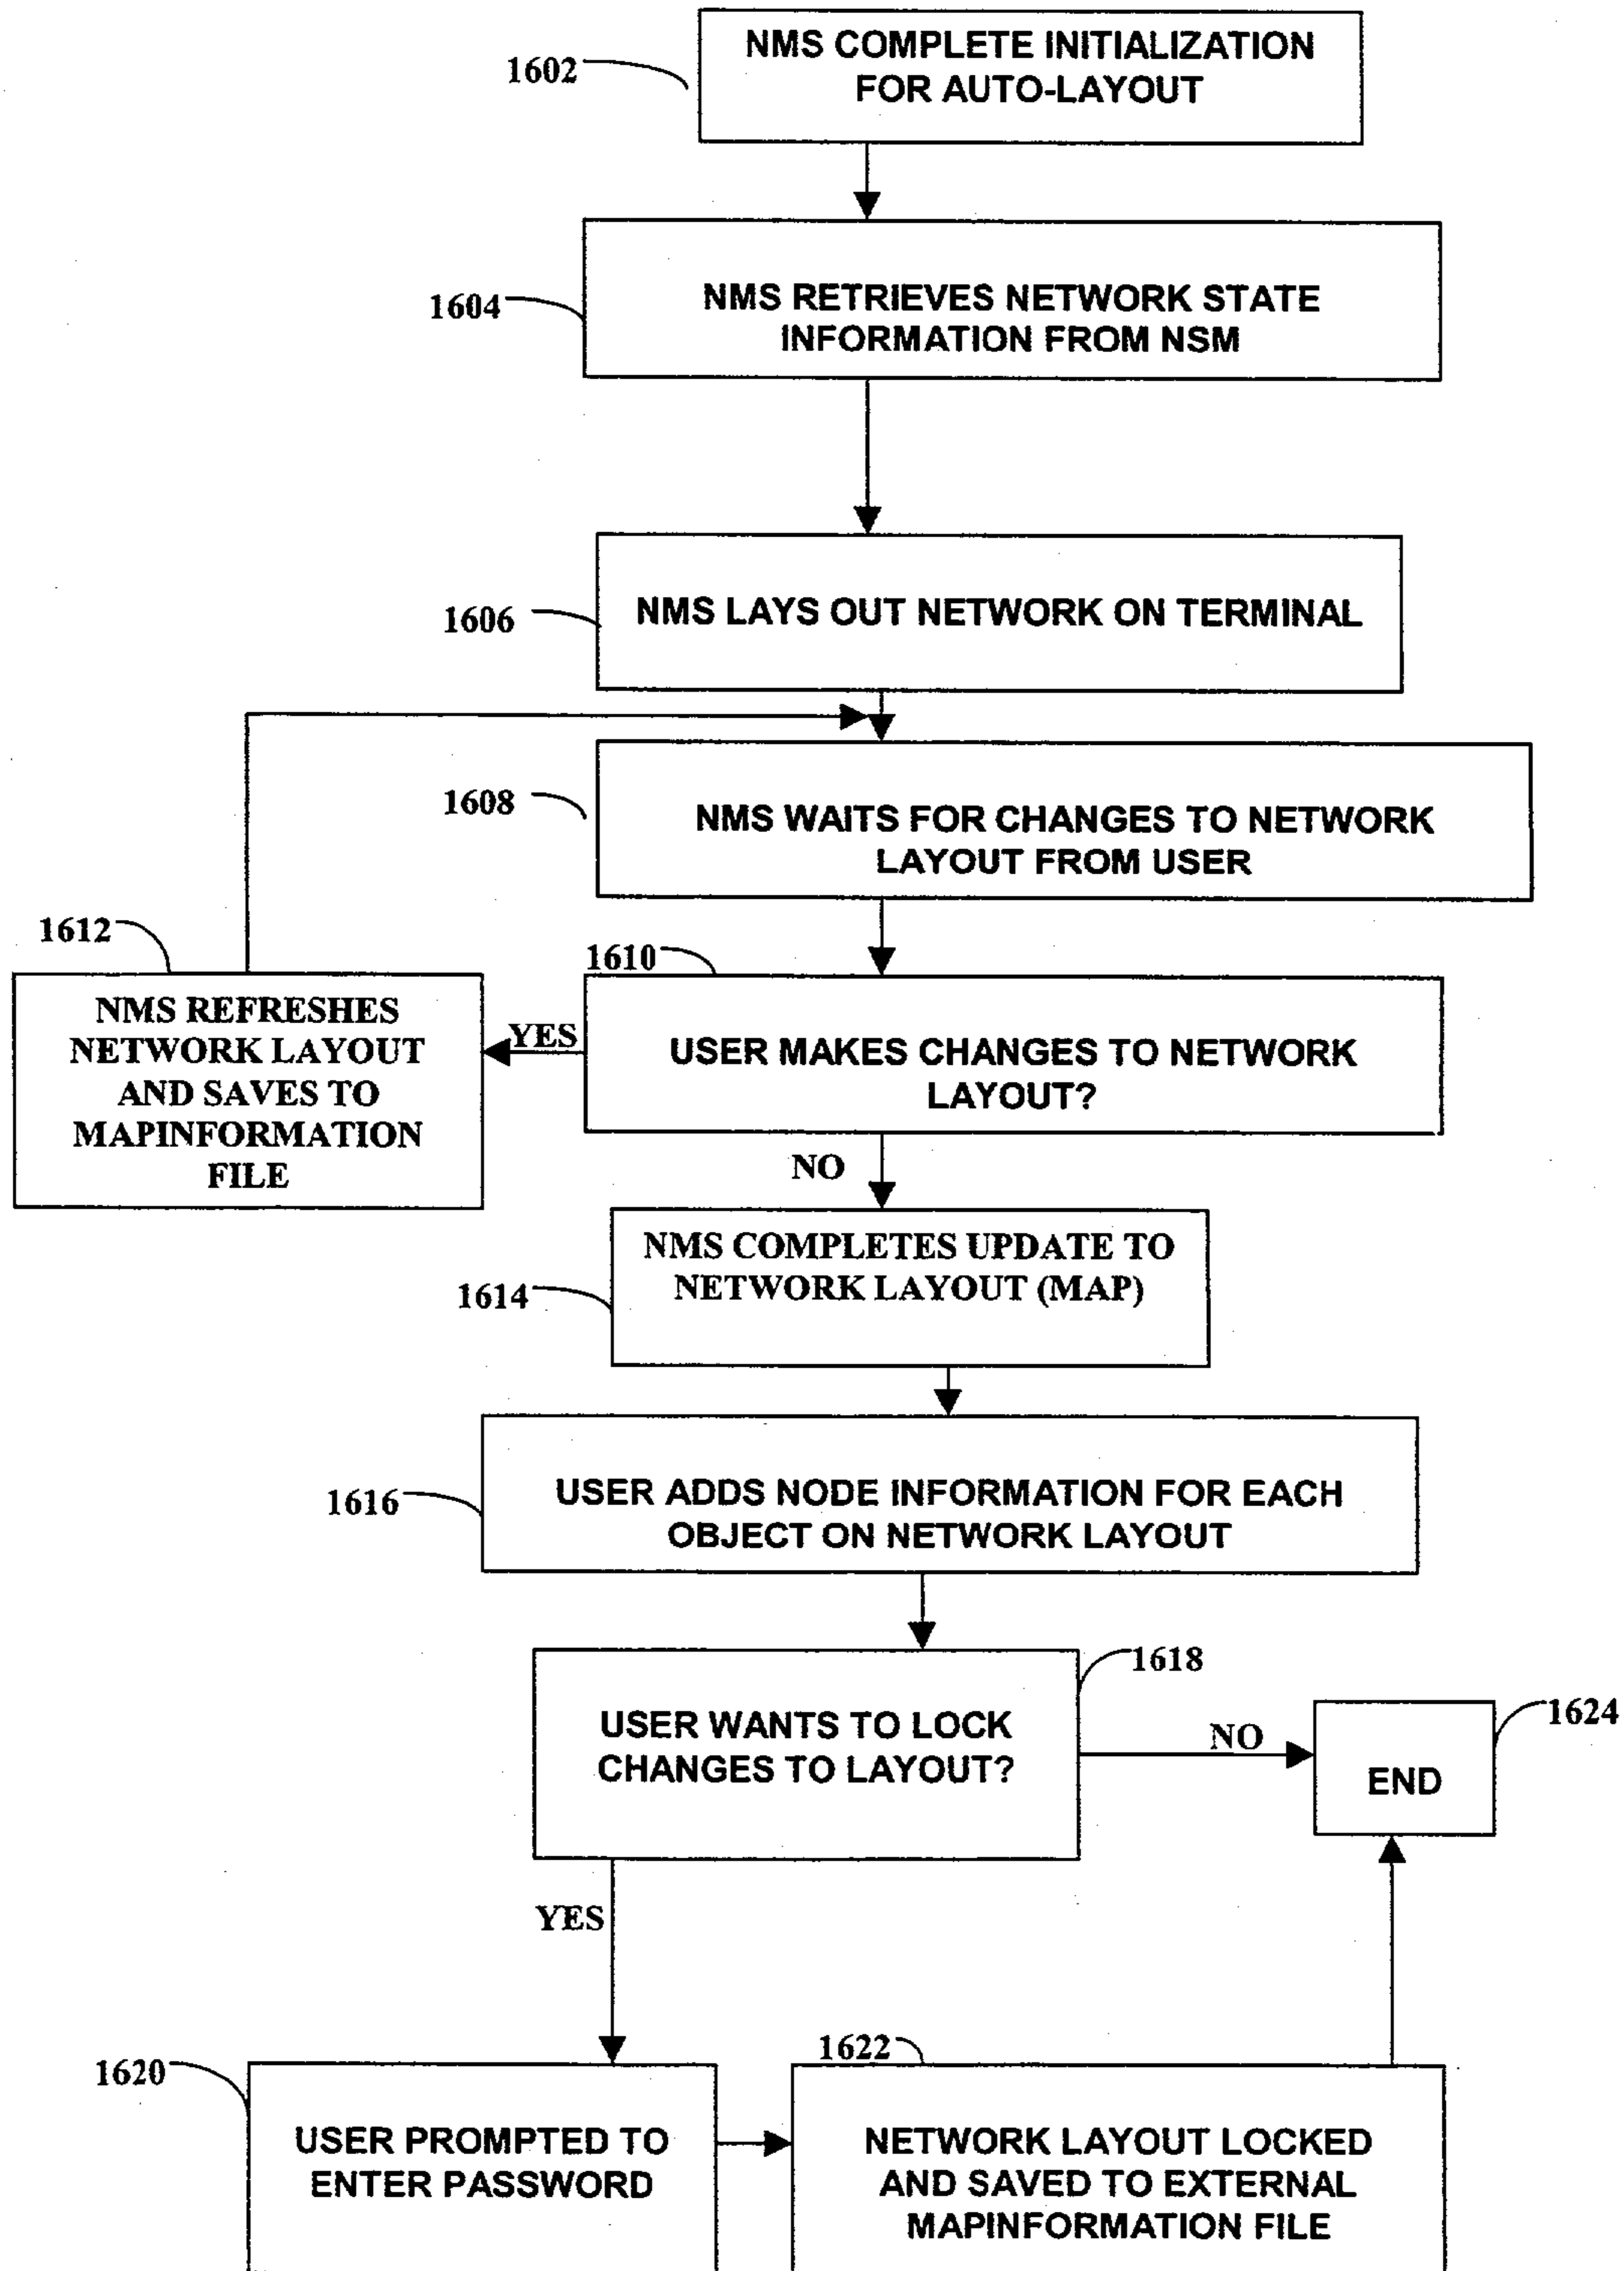 1602
NMS COMPLETE INITIALIZATION
FOR AUTO-LAYOUT
1604
NMS RETRIEVES NETWORK STATE
INFORMATION FROM NSM
1606
NMS LAYS OUT NETWORK ON TERMINAL
1608
NMS WAITS FOR CHANGES TO NETWORK
LAYOUT FROM USER
1610
USER MAKES CHANGES TO NETWORK
LAYOUT?
YES
1612
NMS REFRESHES
NETWORK LAYOUT
AND SAVES TO
MAPINFORMATION
FILE
NO
1614
NMS COMPLETES UPDATE TO
NETWORK LAYOUT (MAP)
1616
USER ADDS NODE INFORMATION FOR EACH
OBJECT ON NETWORK LAYOUT
1618
USER WANTS TO LOCK
CHANGES TO LAYOUT?
NO
1624
END
YES
1620
USER PROMPTED TO
ENTER PASSWORD
1622
NETWORK LAYOUT LOCKED
AND SAVED TO EXTERNAL
MAPINFORMATION FILE